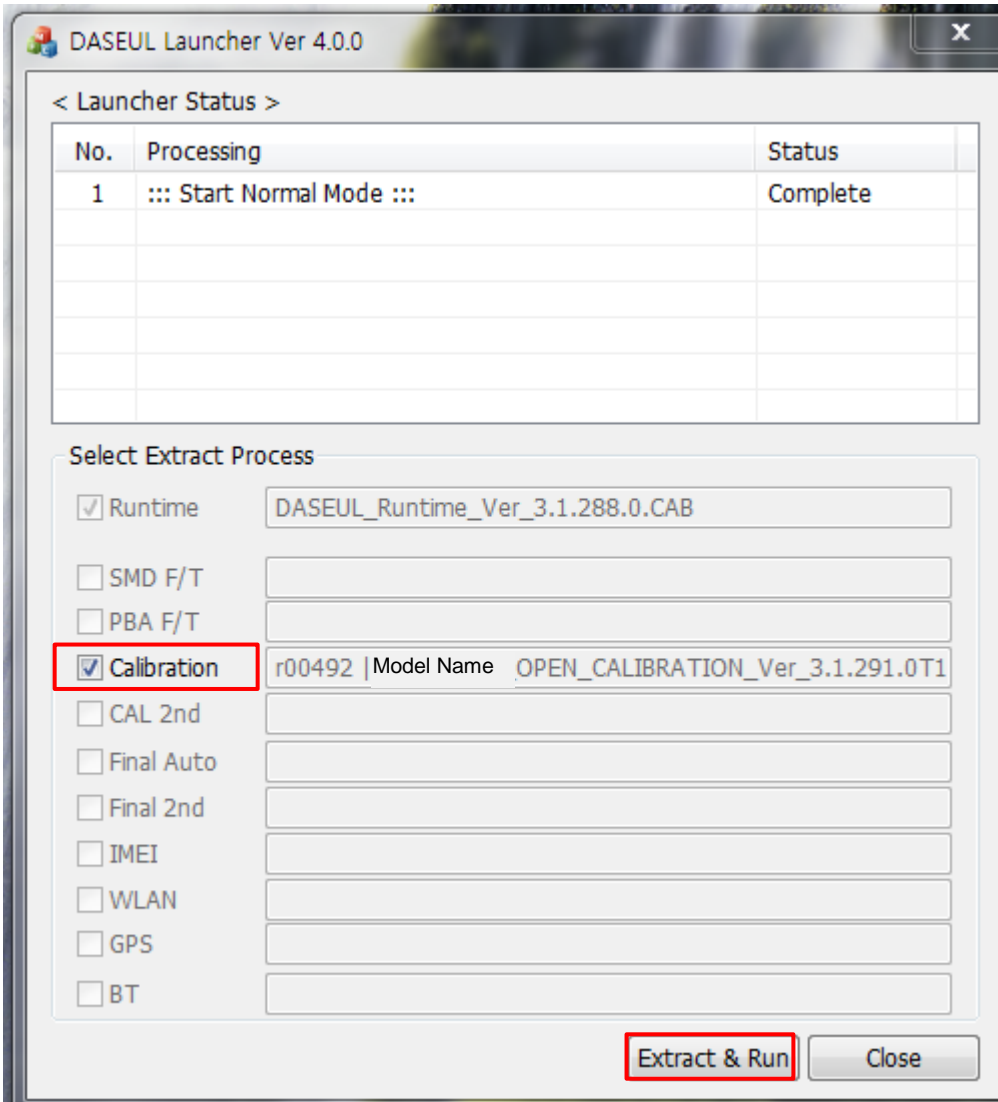 DASEUL Launcher Ver 4.0.0
x
< Launcher Status >
No. Processing Status
1 ::: Start Normal Mode ::: Complete
Select Extract Process
Runtime DASEUL_Runtime_Ver_3.1.288.0.CAB
SMD F/T
PBA F/T
Calibration r00492 |Model Name _OPEN_CALIBRATION_Ver_3.1.291.0T1
CAL 2nd
Final Auto
Final 2nd
IMEI
WLAN
GPS
BT
Extract & Run Close